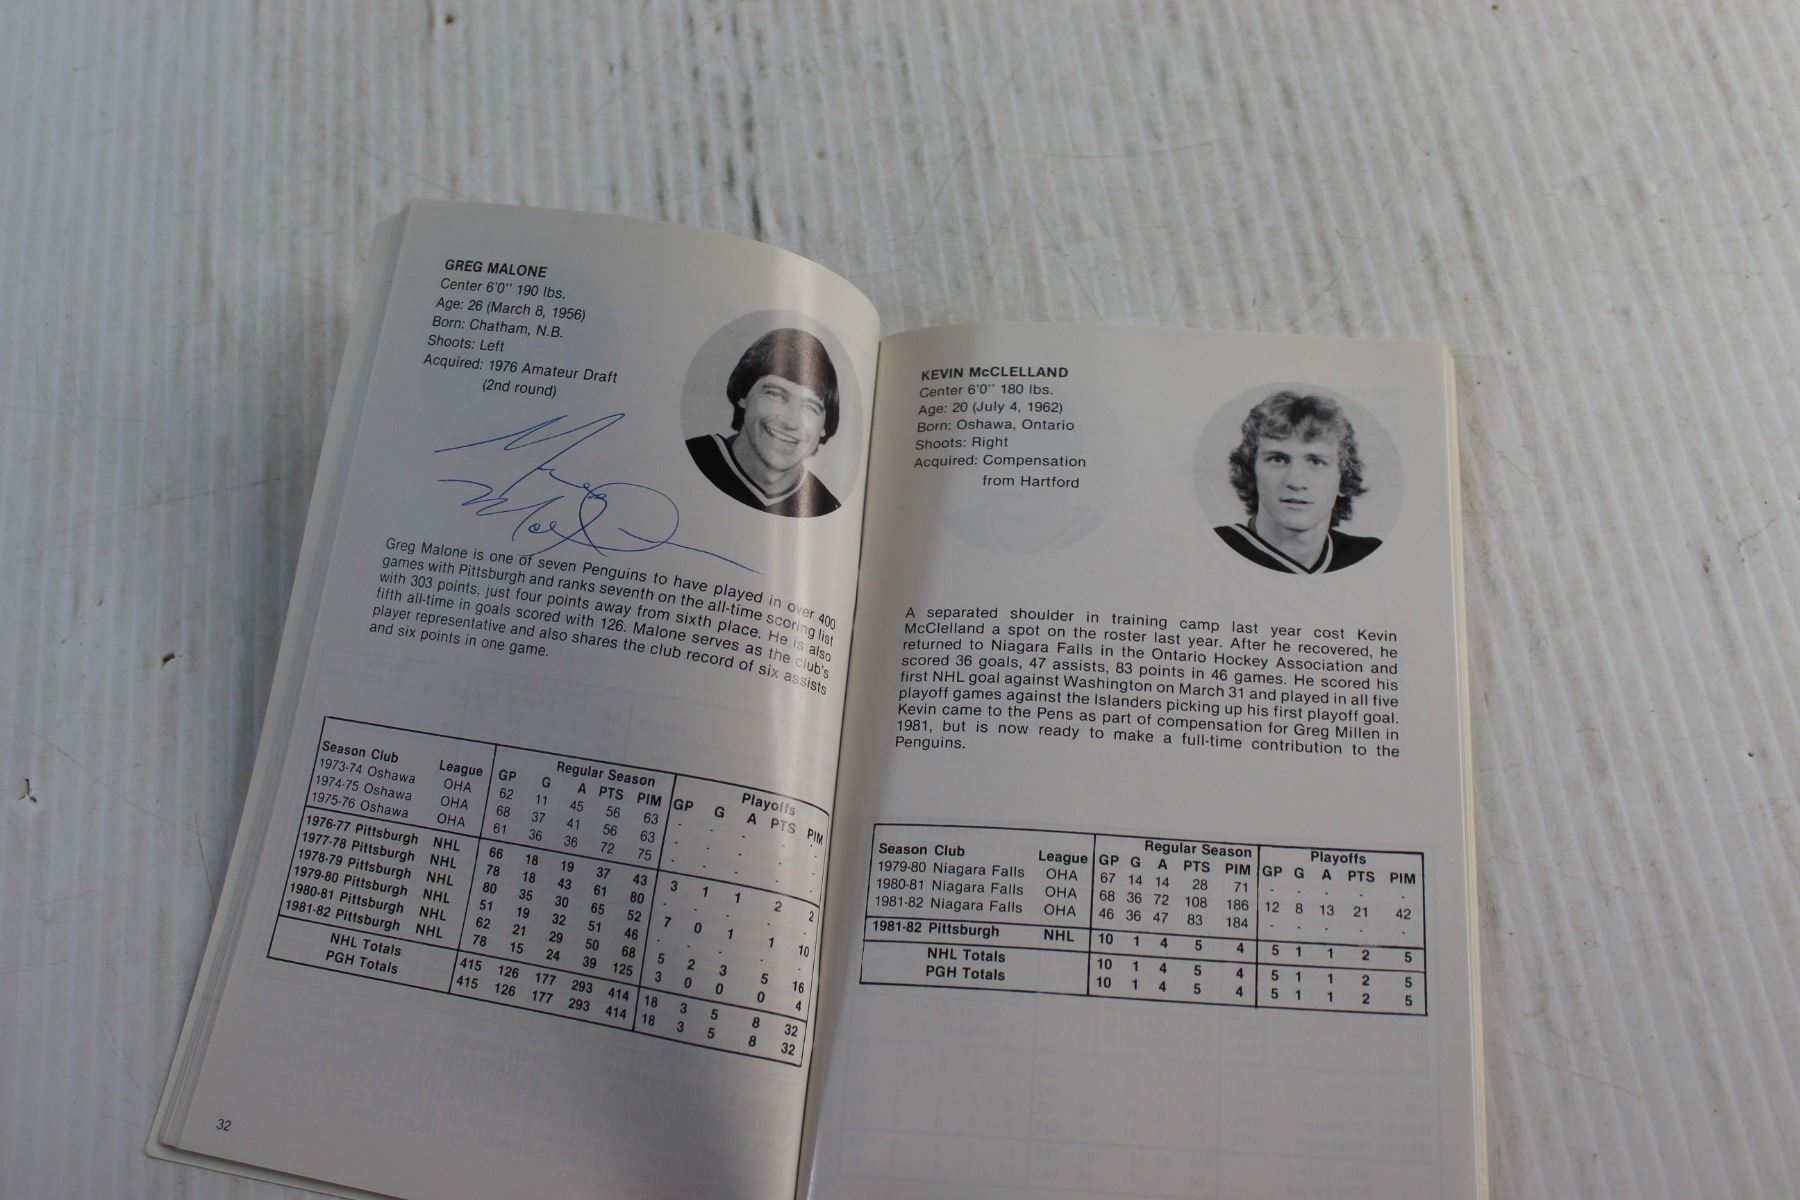 GREG MALONE
Center 6'0" 190 lbs.
Age: 26 (March 8, 1956)
Born: Chatham, N.B.
Shoots: Left
Acquired: 1976 Amateur Draft
(2nd round)
Greg Malone
Greg Malone is one of seven Penguins to have played in over 400
games with Pittsburgh and ranks seventh on the all-time scoring list
with 303 points, just four points away from sixth place. He is also
fifth all-time in goals scored with 126. Malone serves as the club's
player representative and also shares the club record of six assists
and six points in one game.
Regular Season Playoffs
Season Club League GP G A PTS PIM GP G A PTS PIM
1973-74 Oshawa OHA 62 11 45 56 63 - - - - -
1974-75 Oshawa OHA 68 37 41 56 63 - - - - -
1975-76 Oshawa OHA 61 36 36 72 75 - - - - -
1976-77 Pittsburgh NHL 66 18 19 37 43 3 1 1 2 2
1977-78 Pittsburgh NHL 78 18 43 61 80 - - - - -
1978-79 Pittsburgh NHL 80 35 30 65 52 7 0 1 1 10
1979-80 Pittsburgh NHL 51 19 32 51 46 - - - - -
1980-81 Pittsburgh NHL 62 21 29 50 68 5 2 3 5 16
1981-82 Pittsburgh NHL 78 15 24 39 125 3 0 0 0 4
NHL Totals 415 126 177 293 414 18 3 5 8 32
PGH Totals 415 126 177 293 414 18 3 5 8 32
32
KEVIN McCLELLAND
Center 6'0" 180 lbs.
Age: 20 (July 4, 1962)
Born: Oshawa, Ontario
Shoots: Right
Acquired: Compensation
from Hartford
A separated shoulder in training camp last year cost Kevin
McClelland a spot on the roster last year. After he recovered, he
returned to Niagara Falls in the Ontario Hockey Association and
scored 36 goals, 47 assists, 83 points in 46 games. He scored his
first NHL goal against Washington on March 31 and played in all five
playoff games against the Islanders picking up his first playoff goal.
Kevin came to the Pens as part of compensation for Greg Millen in
1981, but is now ready to make a full-time contribution to the
Penguins.
Regular Season Playoffs
Season Club League GP G A PTS PIM GP G A PTS PIM
1979-80 Niagara Falls OHA 67 14 14 28 71 - - - - -
1980-81 Niagara Falls OHA 68 36 72 108 186 12 8 13 21 42
1981-82 Niagara Falls OHA 46 36 47 83 184 - - - - -
1981-82 Pittsburgh NHL 10 1 4 5 4 5 1 1 2 5
NHL Totals 10 1 4 5 4 5 1 1 2 5
PGH Totals 10 1 4 5 4 5 1 1 2 5